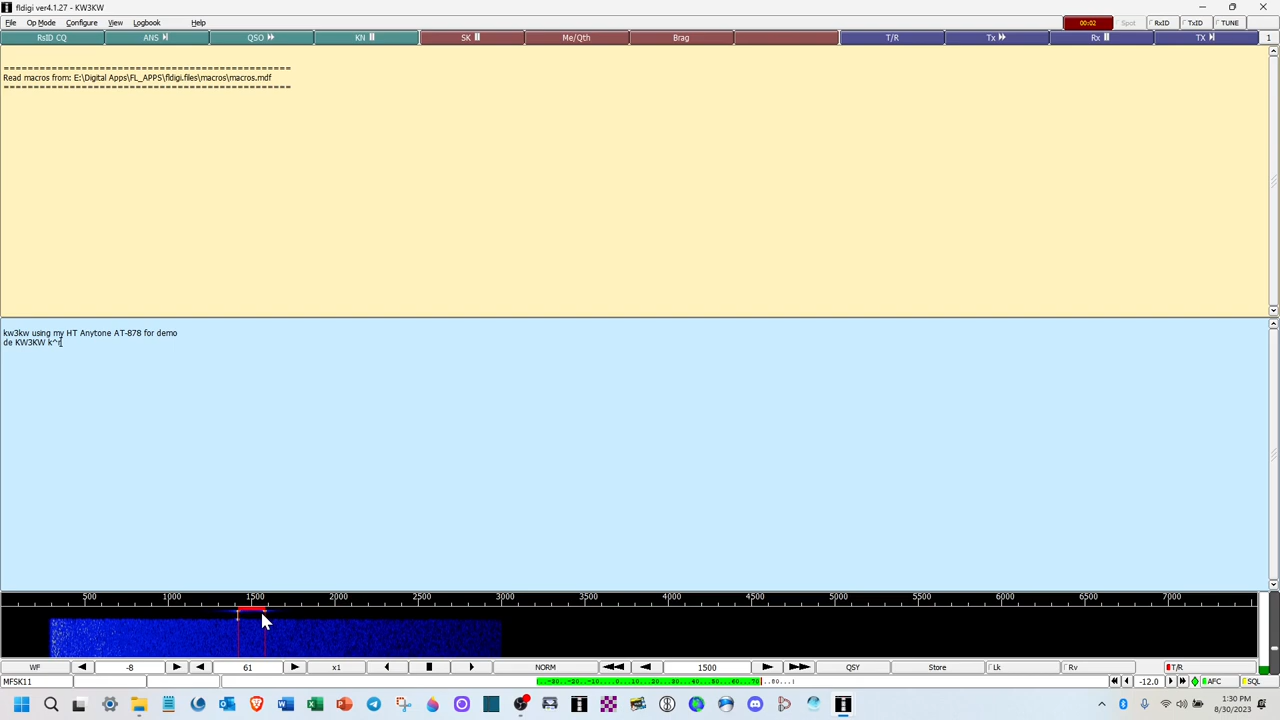 fldigi ver4.1.27 - KW3KW
File Op Mode Configure View Logbook Help 00:02 Spot RxID TxID TUNE
RsID CQ ANS QSO KN SK Me/Qth Brag T/R Tx Rx TX 1
==================================================
Read macros from: E:\Digital Apps\FL_APPS\fldigi.files\macros\macros.mdf
==================================================
kw3kw using my HT Anytone AT-878 for demo
de KW3KW k^r
500 1000 1500 2000 2500 3000 3500 4000 4500 5000 5500 6000 6500 7000
WF -8 61 x1 NORM 1500 QSY Store Lk Rv T/R
MFSK11 -12.0 AFC SQL
1:30 PM
8/30/2023